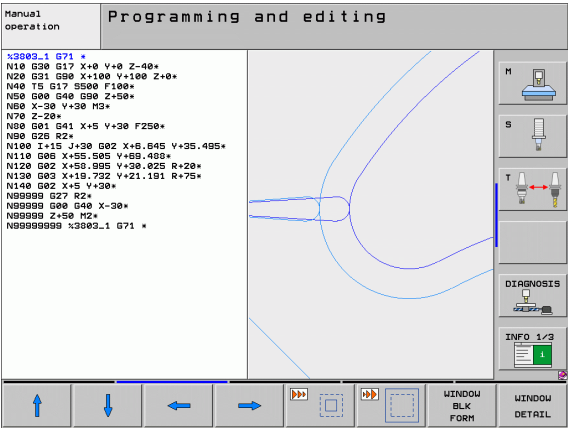 Manual
operation
Programming and editing
%3803_1 G71 *
N10 G30 G17 X+0 Y+0 Z-40*
N20 G31 G90 X+100 Y+100 Z+0*
N40 T5 G17 S500 F100*
N50 G00 G40 G90 Z+50*
N60 X-30 Y+30 M3*
N70 Z-20*
N80 G01 G41 X+5 Y+30 F250*
N90 G26 R2*
N100 I+15 J+30 G02 X+6.645 Y+35.495*
N110 G06 X+55.505 Y+69.488*
N120 G02 X+58.995 Y+30.025 R+20*
N130 G03 X+19.732 Y+21.191 R+75*
N140 G02 X+5 Y+30*
N99999 G27 R2*
N99999 G00 G40 X-30*
N99999 Z+50 M2*
N99999999 %3803_1 G71 *
M
S
T
DIAGNOSIS
INFO 1/3
i
WINDOW
BLK
FORM
WINDOW
DETAIL